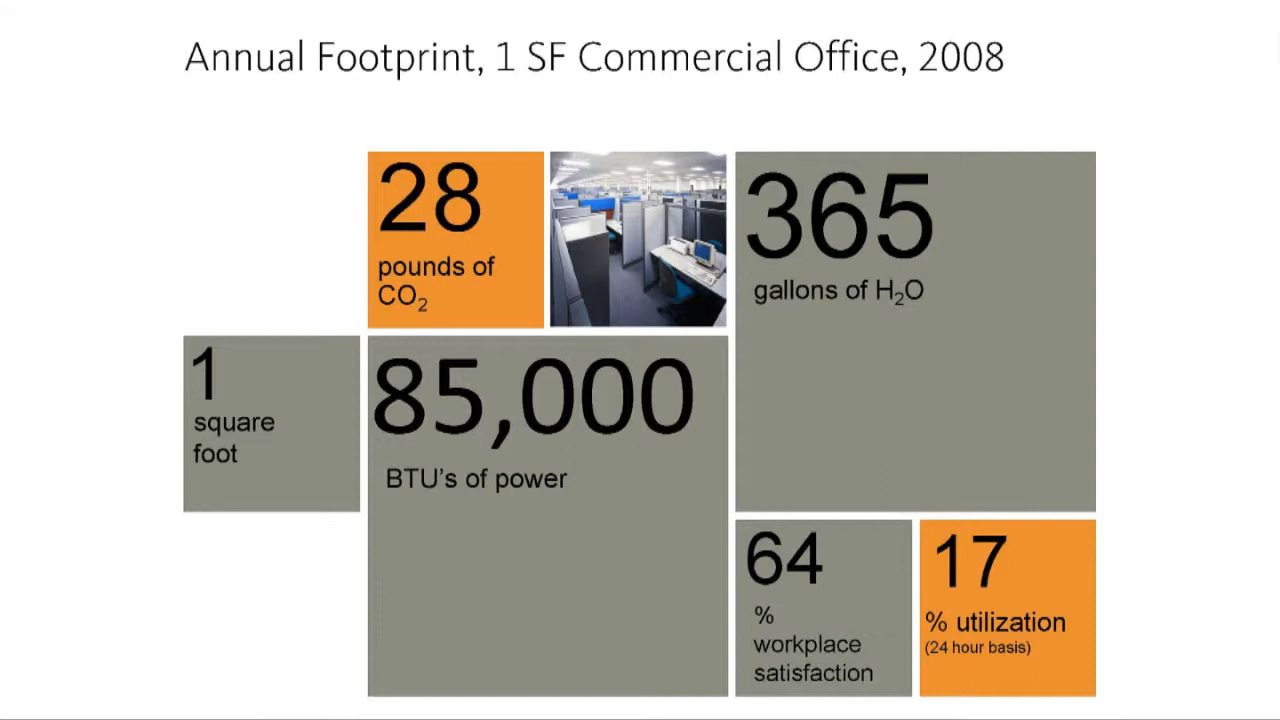 Annual Footprint, 1 SF Commercial Office, 2008
28
pounds of
CO₂
365
gallons of H₂O
1
square
foot
85,000
BTU’s of power
64
%
workplace
satisfaction
17
% utilization
(24 hour basis)